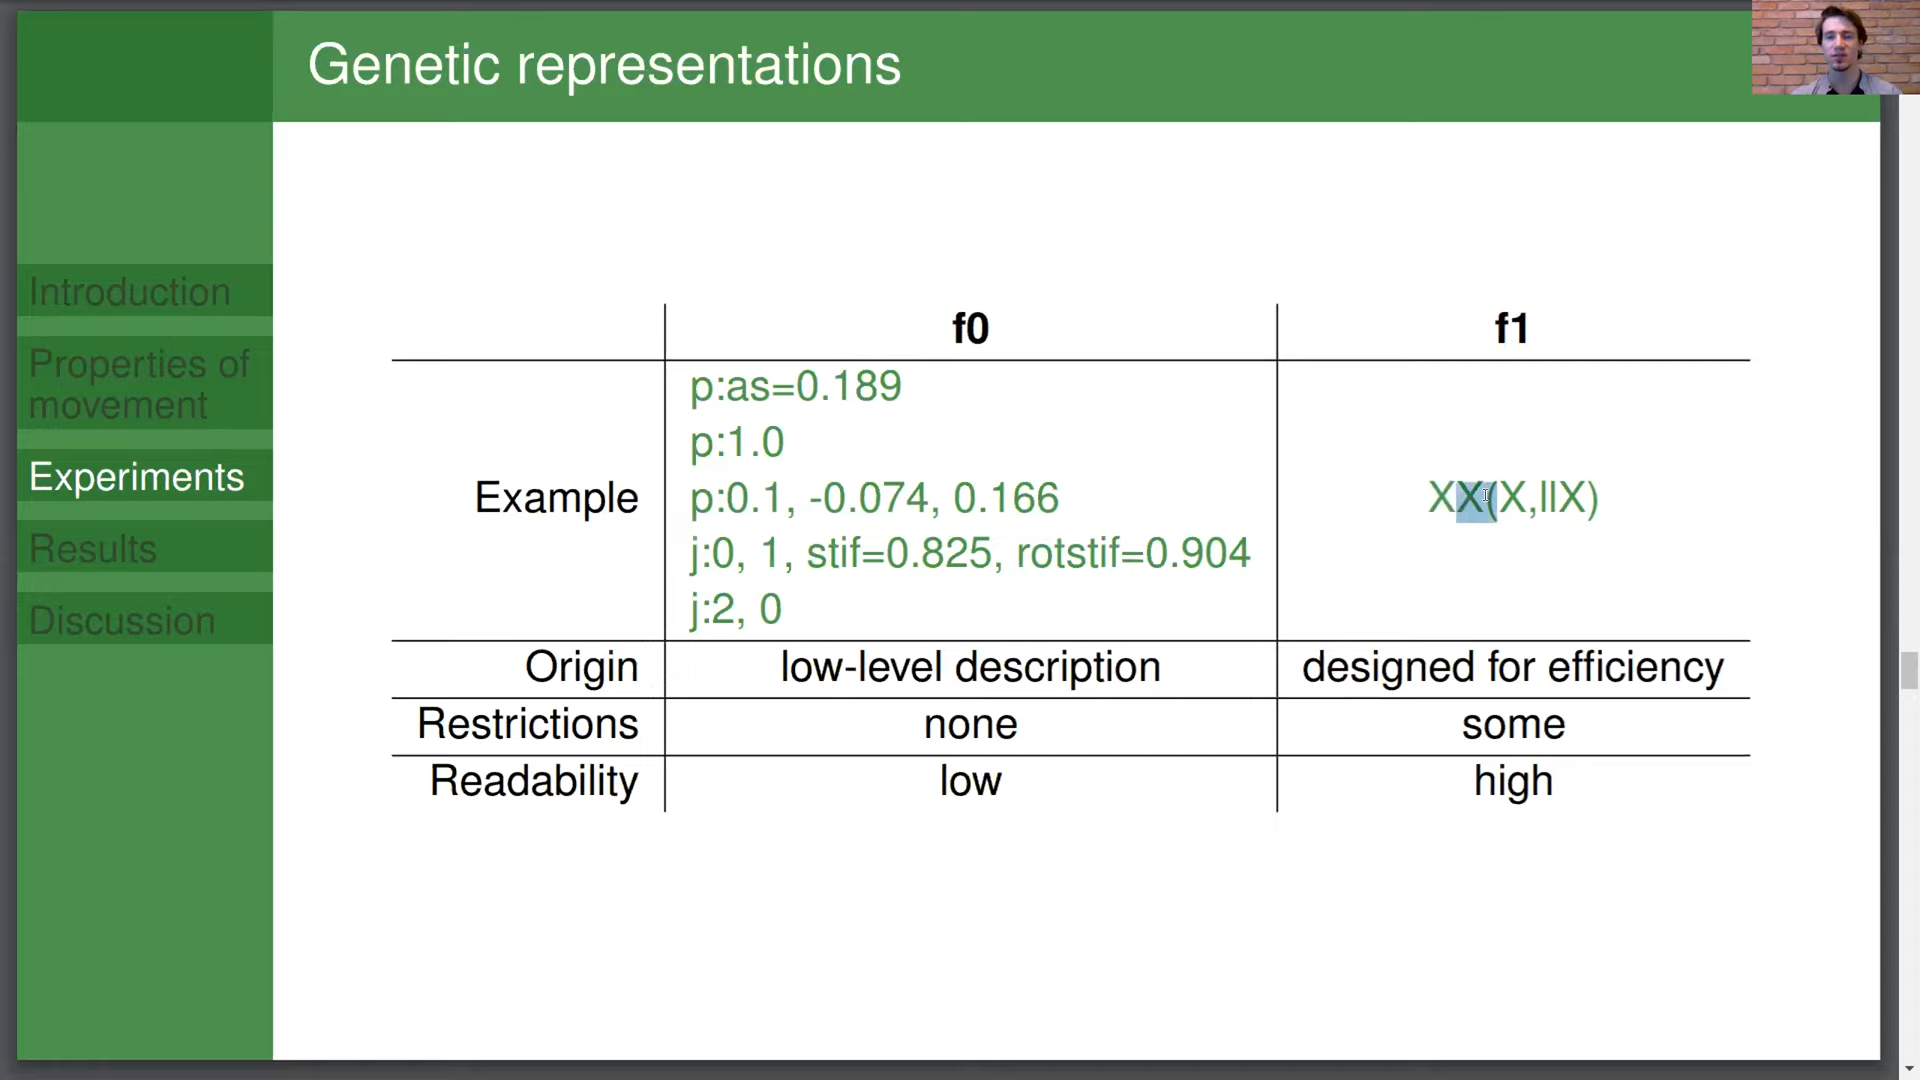 Genetic representations
Introduction
Properties of
movement
Experiments
Results
Discussion
f0 f1
p:as=0.189
p:1.0
Example p:0.1, -0.074, 0.166 XX(X,llX)
j:0, 1, stif=0.825, rotstif=0.904
j:2, 0
Origin low-level description designed for efficiency
Restrictions none some
Readability low high